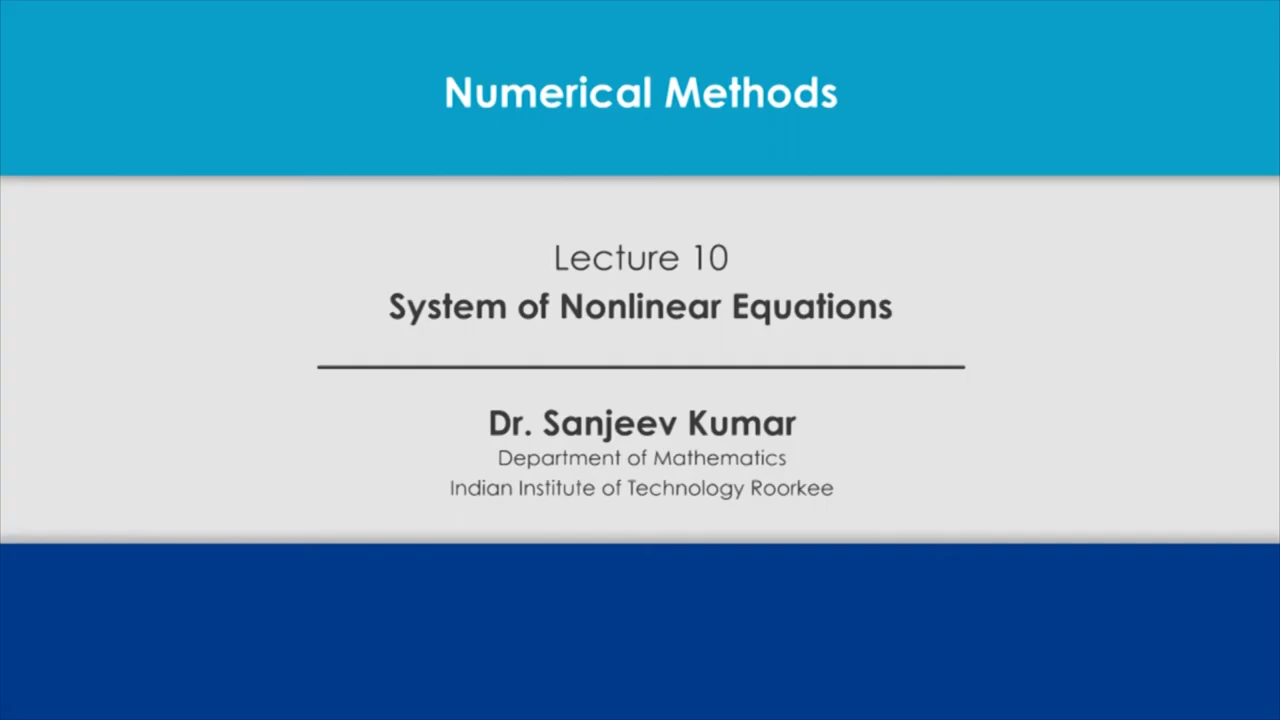 Numerical Methods
Lecture 10
System of Nonlinear Equations
Dr. Sanjeev Kumar
Department of Mathematics
Indian Institute of Technology Roorkee